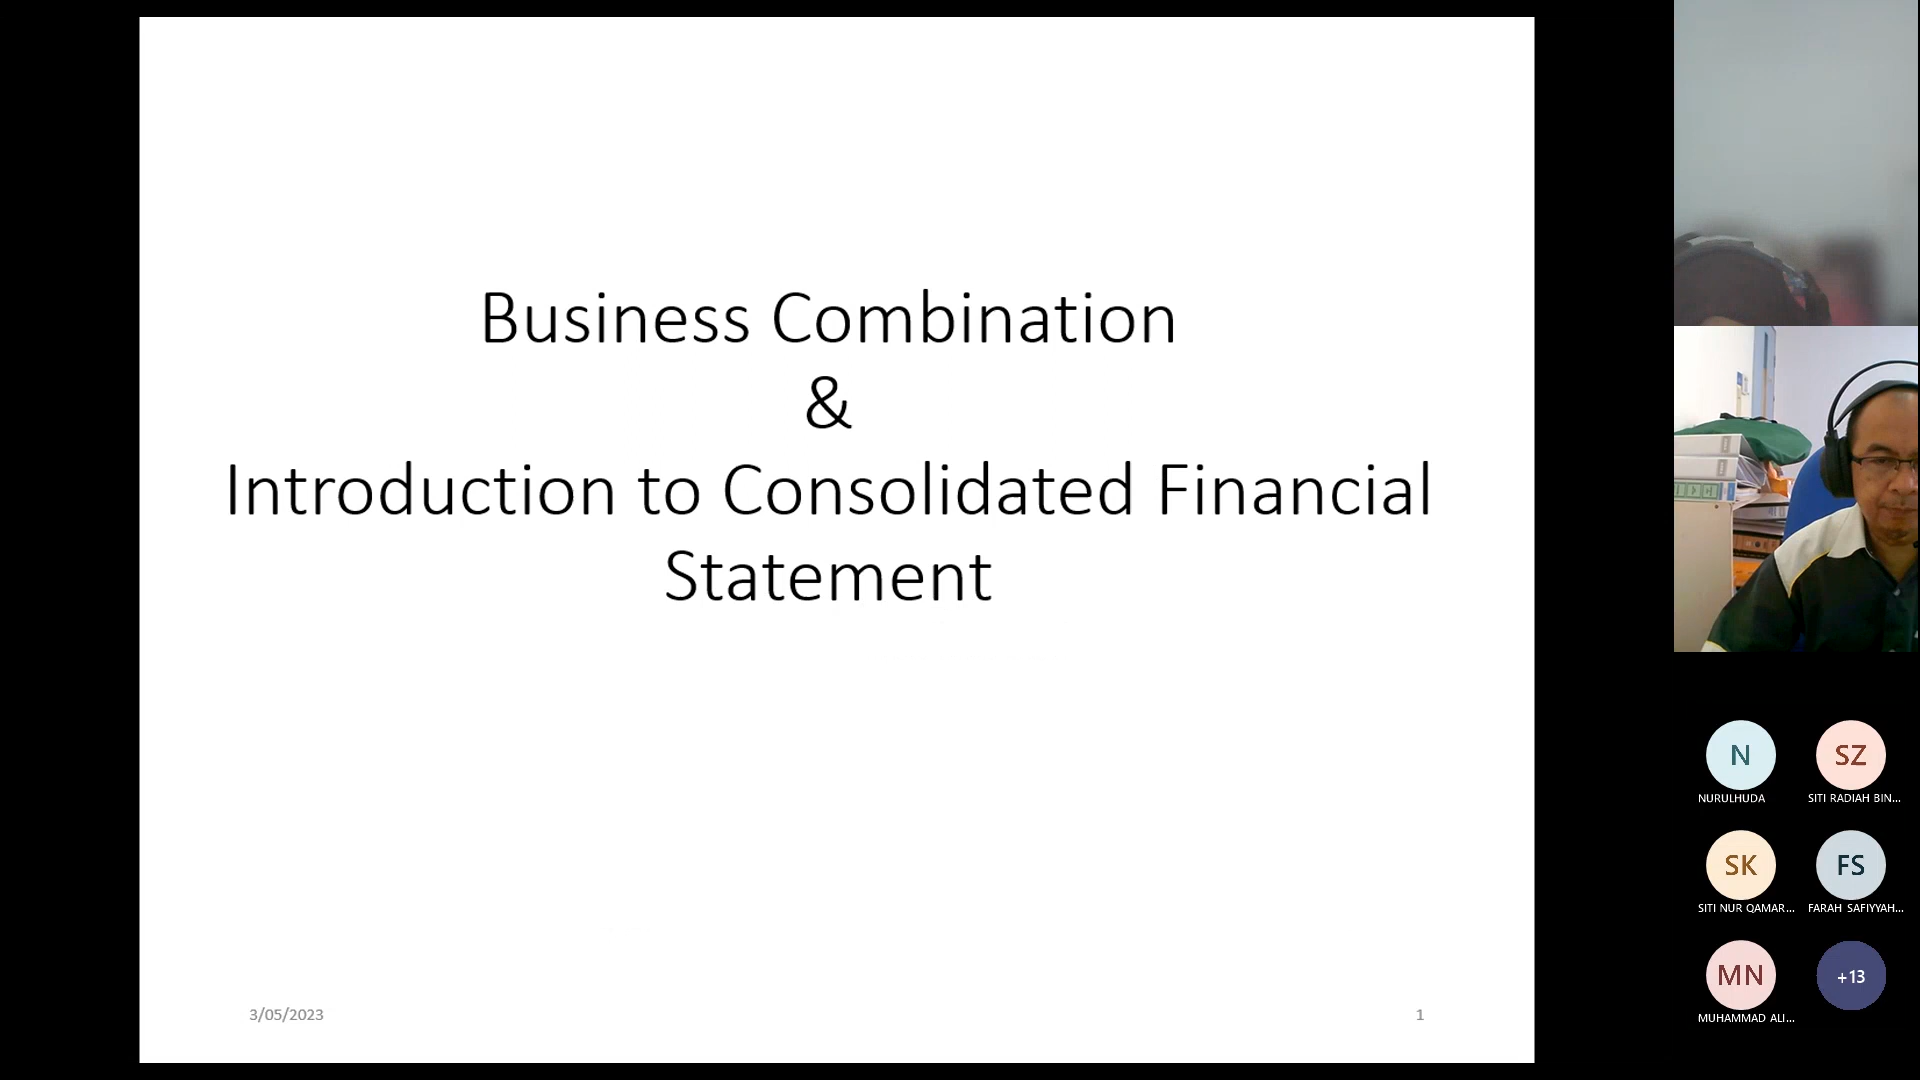 Business Combination
&
Introduction to Consolidated Financial
Statement
3/05/2023
1
N
NURULHUDA
SZ
SITI RADIAH BIN...
SK
SITI NUR QAMAR...
FS
FARAH SAFIYYAH...
MN
MUHAMMAD ALI...
+13